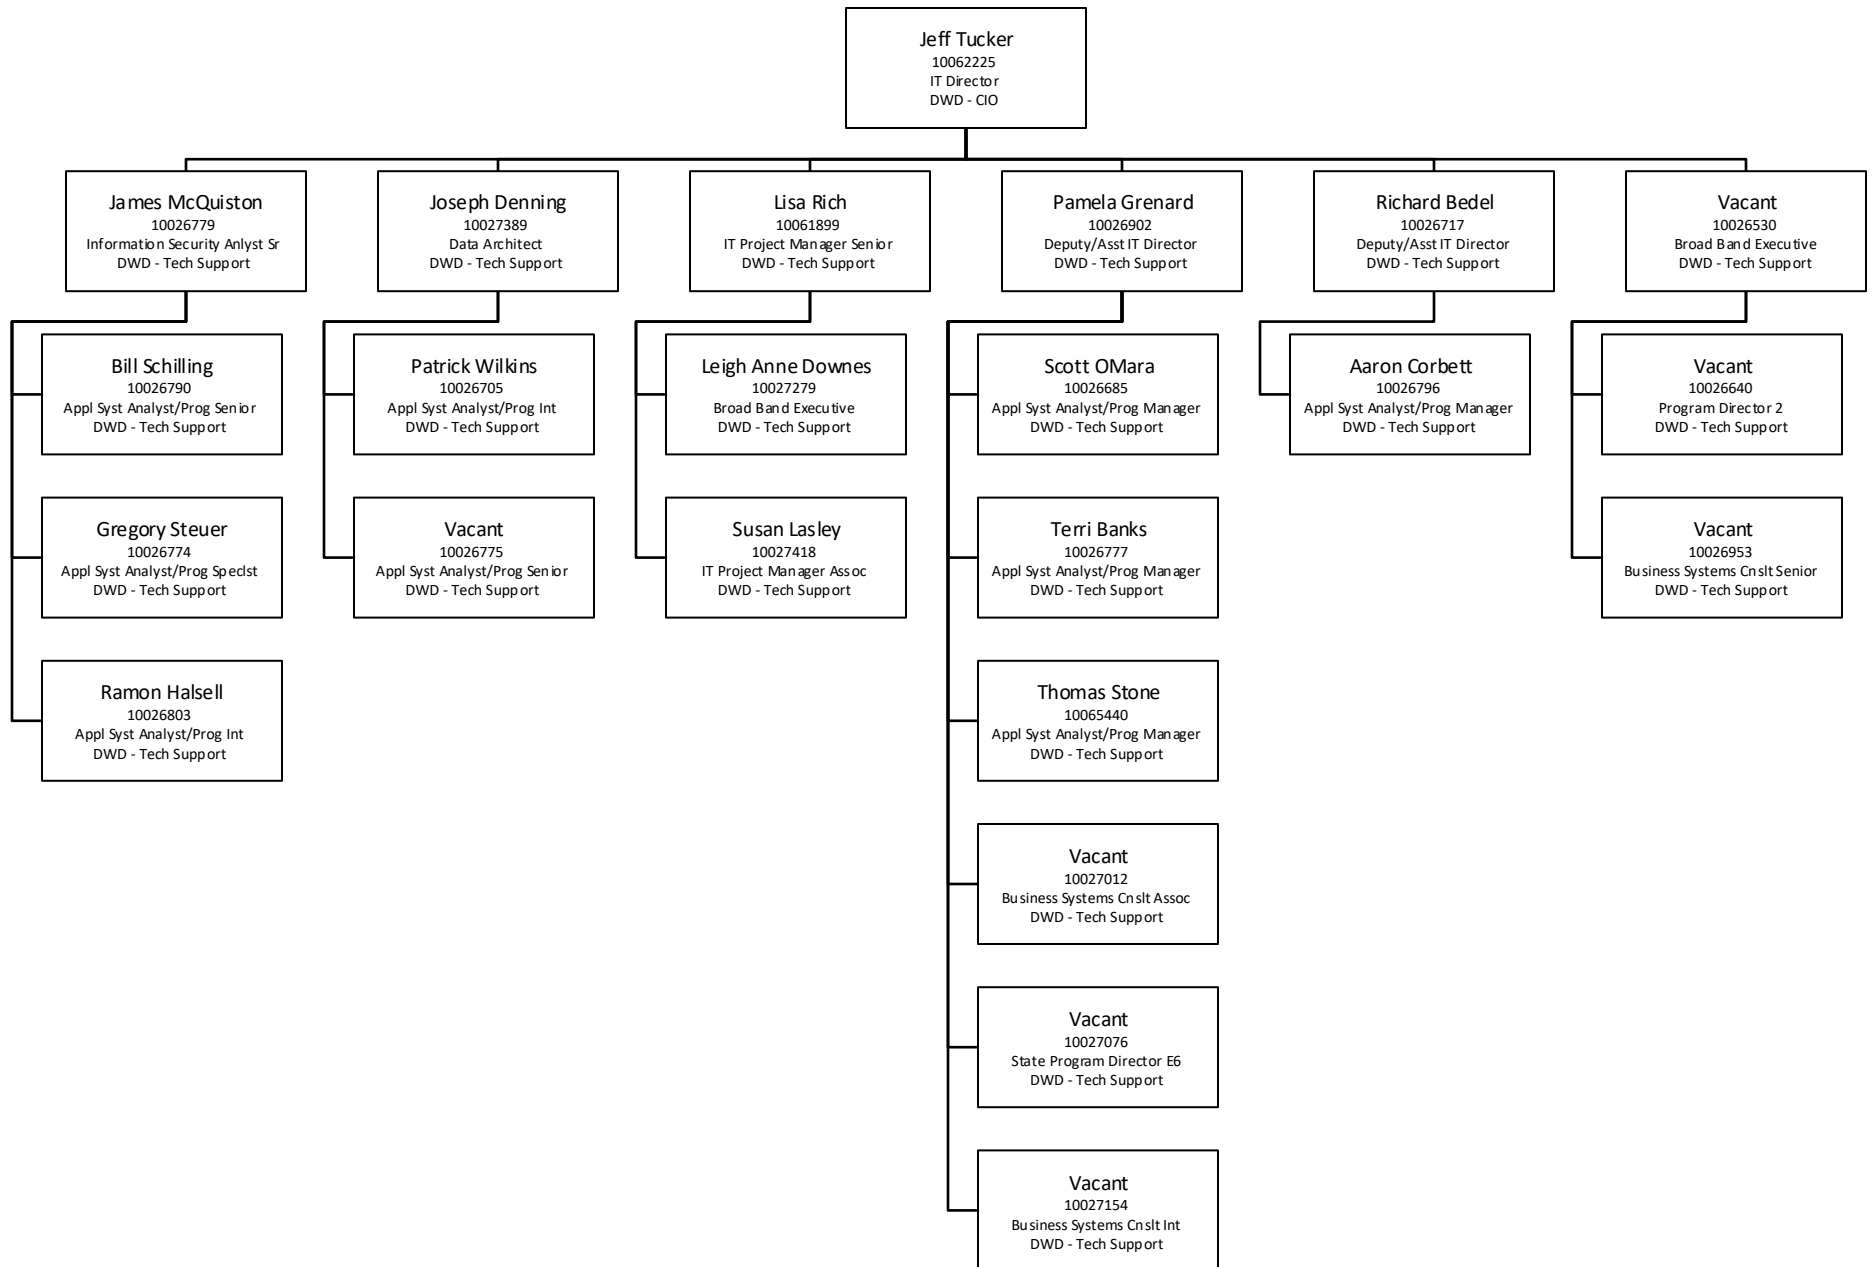 Jeff Tucker
10062225
IT Director
DWD - CIO
James McQuiston
10026779
Information Security Anlyst Sr
DWD - Tech Support
Joseph Denning
10027389
Data Architect
DWD - Tech Support
Lisa Rich
10061899
IT Project Manager Senior
DWD - Tech Support
Pamela Grenard
10026902
Deputy/Asst IT Director
DWD - Tech Support
Richard Bedel
10026717
Deputy/Asst IT Director
DWD - Tech Support
Vacant
10026530
Broad Band Executive
DWD - Tech Support
Bill Schilling
10026790
Appl Syst Analyst/Prog Senior
DWD - Tech Support
Patrick Wilkins
10026705
Appl Syst Analyst/Prog Int
DWD - Tech Support
Leigh Anne Downes
10027279
Broad Band Executive
DWD - Tech Support
Scott OMara
10026685
Appl Syst Analyst/Prog Manager
DWD - Tech Support
Aaron Corbett
10026796
Appl Syst Analyst/Prog Manager
DWD - Tech Support
Vacant
10026640
Program Director 2
DWD - Tech Support
Gregory Steuer
10026774
Appl Syst Analyst/Prog Speclst
DWD - Tech Support
Vacant
10026775
Appl Syst Analyst/Prog Senior
DWD - Tech Support
Susan Lasley
10027418
IT Project Manager Assoc
DWD - Tech Support
Terri Banks
10026777
Appl Syst Analyst/Prog Manager
DWD - Tech Support
Vacant
10026953
Business Systems Cnslt Senior
DWD - Tech Support
Ramon Halsell
10026803
Appl Syst Analyst/Prog Int
DWD - Tech Support
Thomas Stone
10065440
Appl Syst Analyst/Prog Manager
DWD - Tech Support
Vacant
10027012
Business Systems Cnslt Assoc
DWD - Tech Support
Vacant
10027076
State Program Director E6
DWD - Tech Support
Vacant
10027154
Business Systems Cnslt Int
DWD - Tech Support